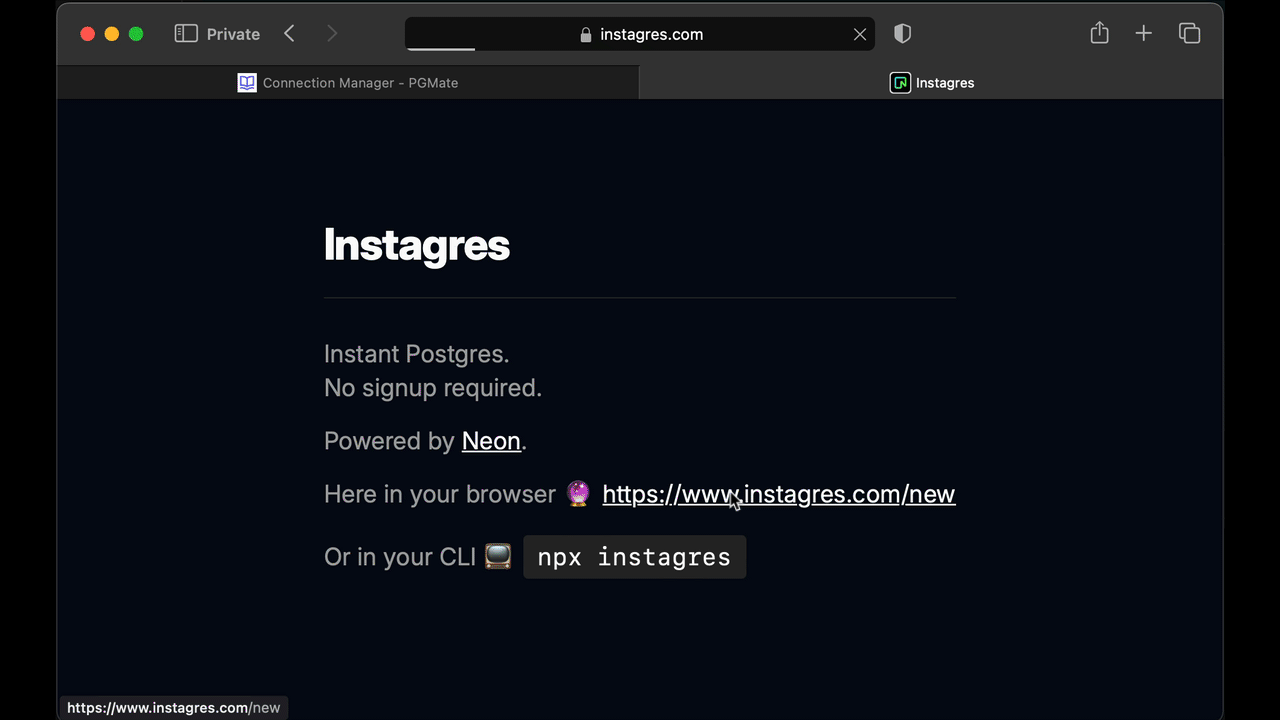 Private
instagres.com
Connection Manager - PGMate
Instagres
Instagres
Instant Postgres.
No signup required.
Powered by Neon.
Here in your browser 🔮 https://www.instagres.com/new
Or in your CLI 📺 npx instagres
https://www.instagres.com/new